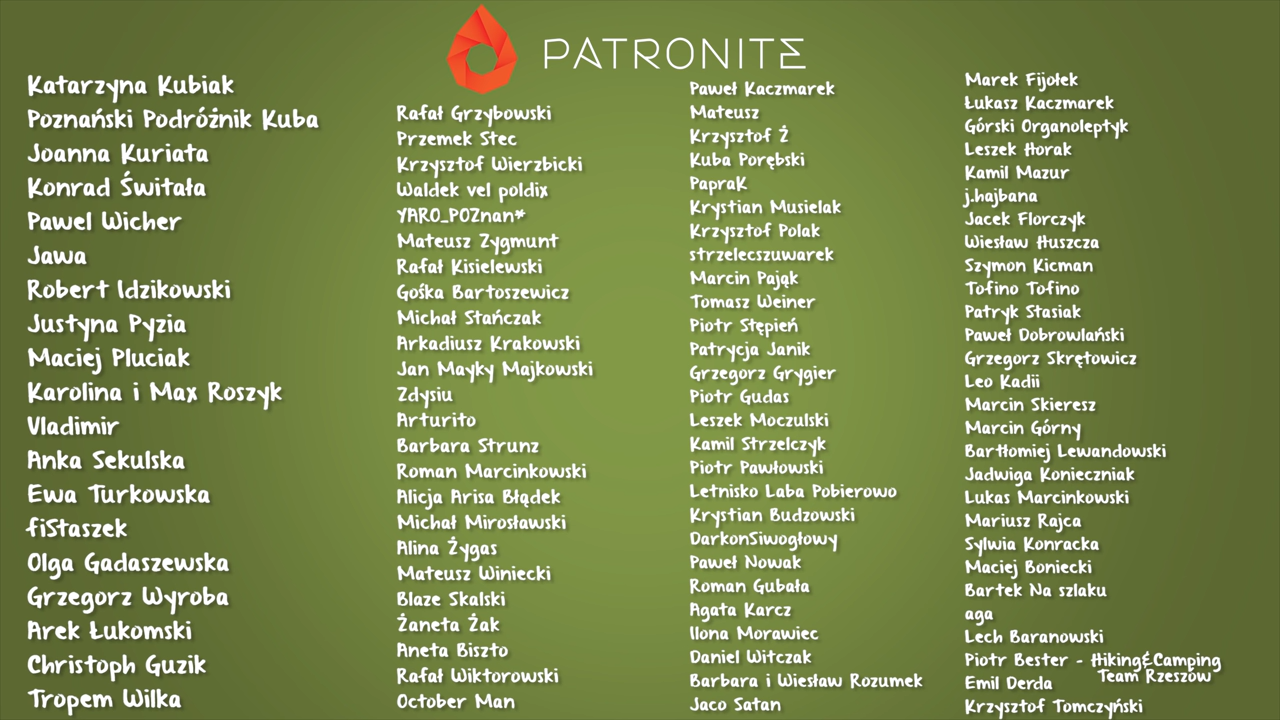 PATRONITE
Katarzyna Kubiak
Poznański Podróżnik Kuba
Joanna Kuriata
Konrad Świtała
Pawel Wicher
Jawa
Robert Idzikowski
Justyna Pyzia
Maciej Pluciak
Karolina i Max Roszyk
Vladimir
Anka Sekulska
Ewa Turkowska
fiStaszek
Olga Gadaszewska
Grzegorz Wyroba
Arek Łukomski
Christoph Guzik
Tropem Wilka
Rafał Grzybowski
Przemek Stec
Krzysztof Wierzbicki
Waldek vel poldix
YARO_POZnan*
Mateusz Zygmunt
Rafał Kisielewski
Gośka Bartoszewicz
Michał Stańczak
Arkadiusz Krakowski
Jan Mayky Majkowski
Zdysiu
Arturito
Barbara Strunz
Roman Marcinkowski
Alicja Arisa Błądek
Michał Mirosławski
Alina Żygas
Mateusz Winiecki
Blaze Skalski
Żaneta Żak
Aneta Biszto
Rafał Wiktorowski
October Man
Paweł Kaczmarek
Mateusz
Krzysztof Ż
Kuba Porębski
PapraK
Krystian Musielak
Krzysztof Polak
strzelecszuwarek
Marcin Pająk
Tomasz Weiner
Piotr Stępień
Patrycja Janik
Grzegorz Grygier
Piotr Gudas
Leszek Moczulski
Kamil Strzelczyk
Piotr Pawłowski
Letnisko Laba Pobierowo
Krystian Budzowski
DarkonSiwogłowy
Paweł Nowak
Roman Gubała
Agata Karcz
Ilona Morawiec
Daniel Witczak
Barbara i Wiesław Rozumek
Jaco Satan
Marek Fijołek
Łukasz Kaczmarek
Górski Organoleptyk
Leszek Horak
Kamil Mazur
j.hajbana
Jacek Florczyk
Wiesław Huszcza
Szymon Kicman
Tofino Tofino
Patryk Stasiak
Paweł Dobrowlański
Grzegorz Skrętowicz
Leo Kadii
Marcin Skieresz
Marcin Górny
Bartłomiej Lewandowski
Jadwiga Konieczniak
Lukas Marcinkowski
Mariusz Rajca
Sylwia Konracka
Maciej Boniecki
Bartek Na szlaku
aga
Lech Baranowski
Piotr Bester - Hiking&Camping
Team Rzeszów
Emil Derda
Krzysztof Tomczyński